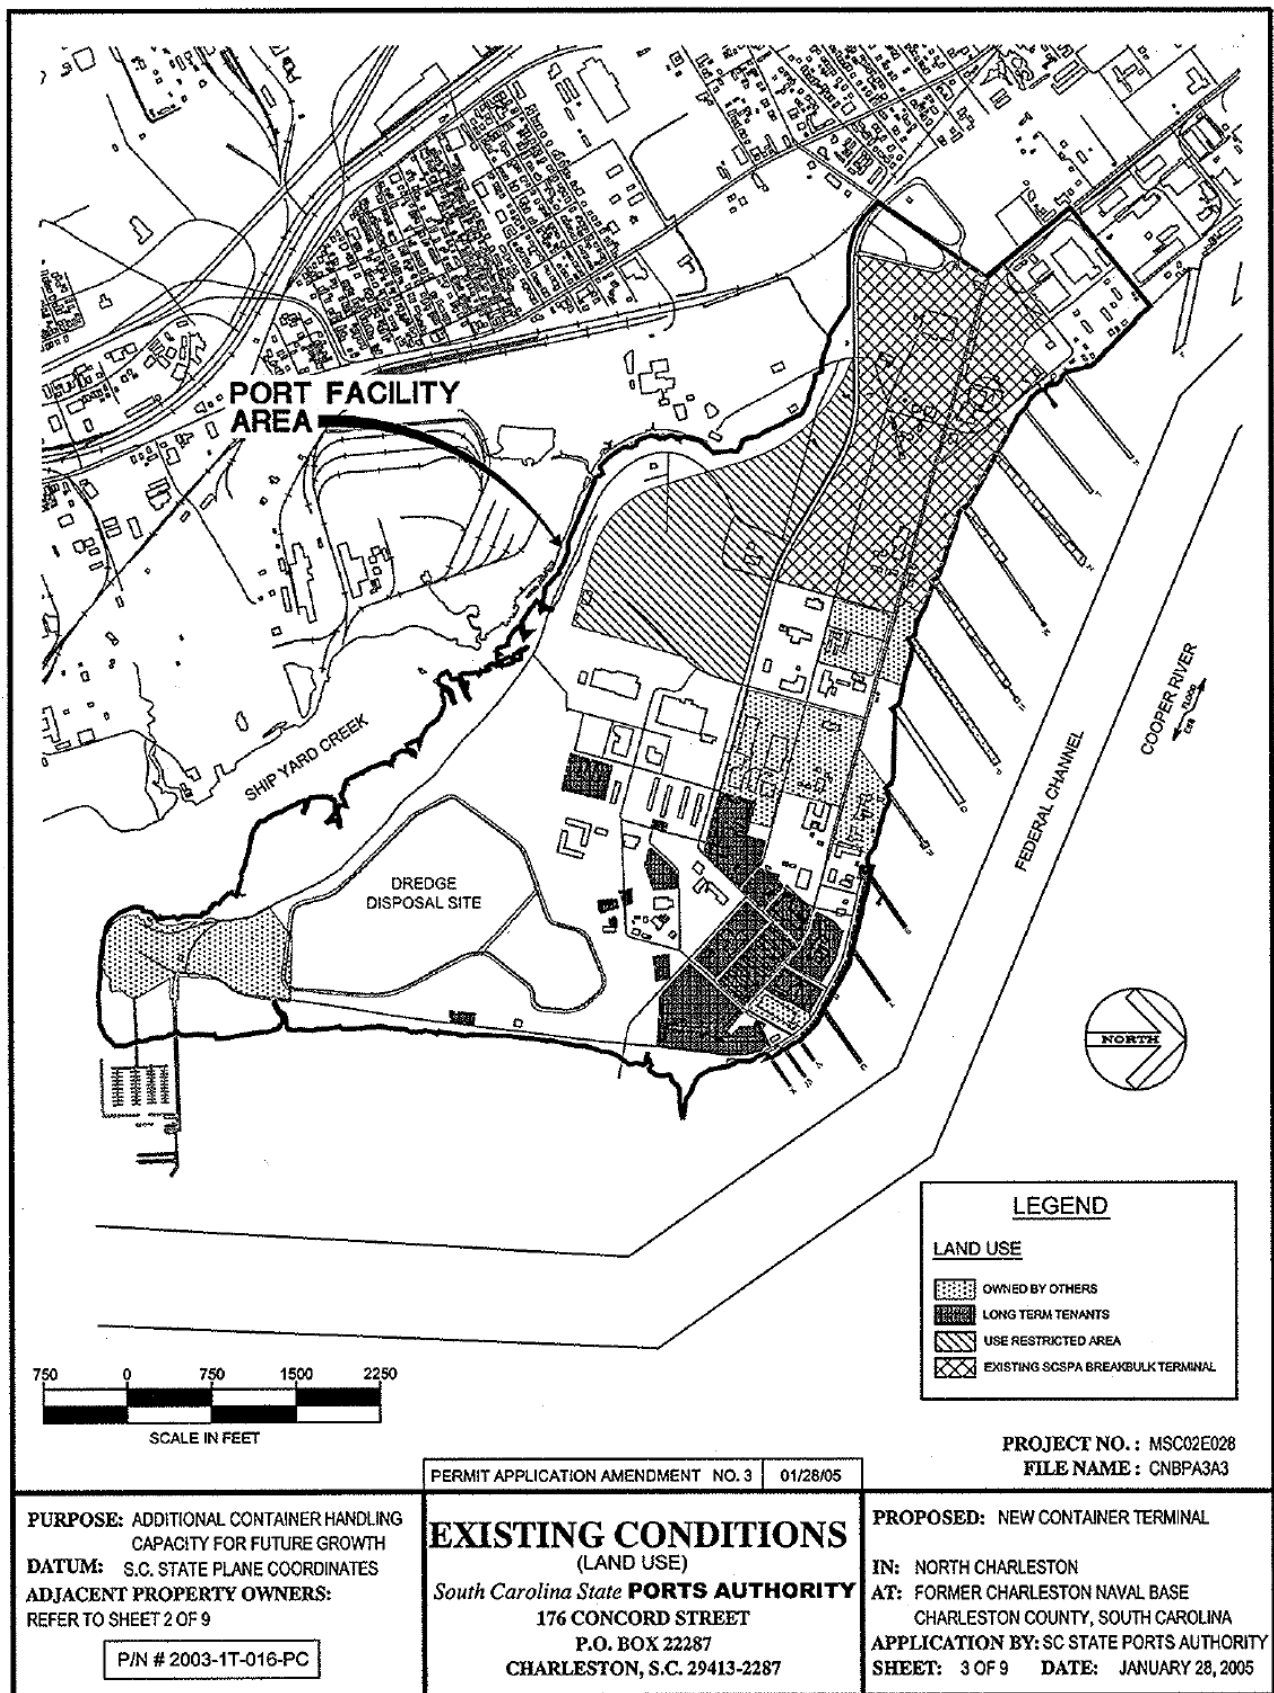 PORT FACILITY
AREA
SHIP YARD CREEK
DREDGE
DISPOSAL SITE
COOPER RIVER
FLOOD
EBB
FEDERAL CHANNEL
NORTH
LEGEND
LAND USE
OWNED BY OTHERS
LONG TERM TENANTS
USE RESTRICTED AREA
EXISTING SCSPA BREAKBULK TERMINAL
750 0 750 1500 2250
SCALE IN FEET
PROJECT NO. : MSC02E028
FILE NAME : CNBPA3A3
PERMIT APPLICATION AMENDMENT NO. 3 01/28/05
PURPOSE: ADDITIONAL CONTAINER HANDLING
CAPACITY FOR FUTURE GROWTH
DATUM: S.C. STATE PLANE COORDINATES
ADJACENT PROPERTY OWNERS:
REFER TO SHEET 2 OF 9
P/N # 2003-1T-016-PC
EXISTING CONDITIONS
(LAND USE)
South Carolina State PORTS AUTHORITY
176 CONCORD STREET
P.O. BOX 22287
CHARLESTON, S.C. 29413-2287
PROPOSED: NEW CONTAINER TERMINAL
IN: NORTH CHARLESTON
AT: FORMER CHARLESTON NAVAL BASE
CHARLESTON COUNTY, SOUTH CAROLINA
APPLICATION BY: SC STATE PORTS AUTHORITY
SHEET: 3 OF 9 DATE: JANUARY 28, 2005